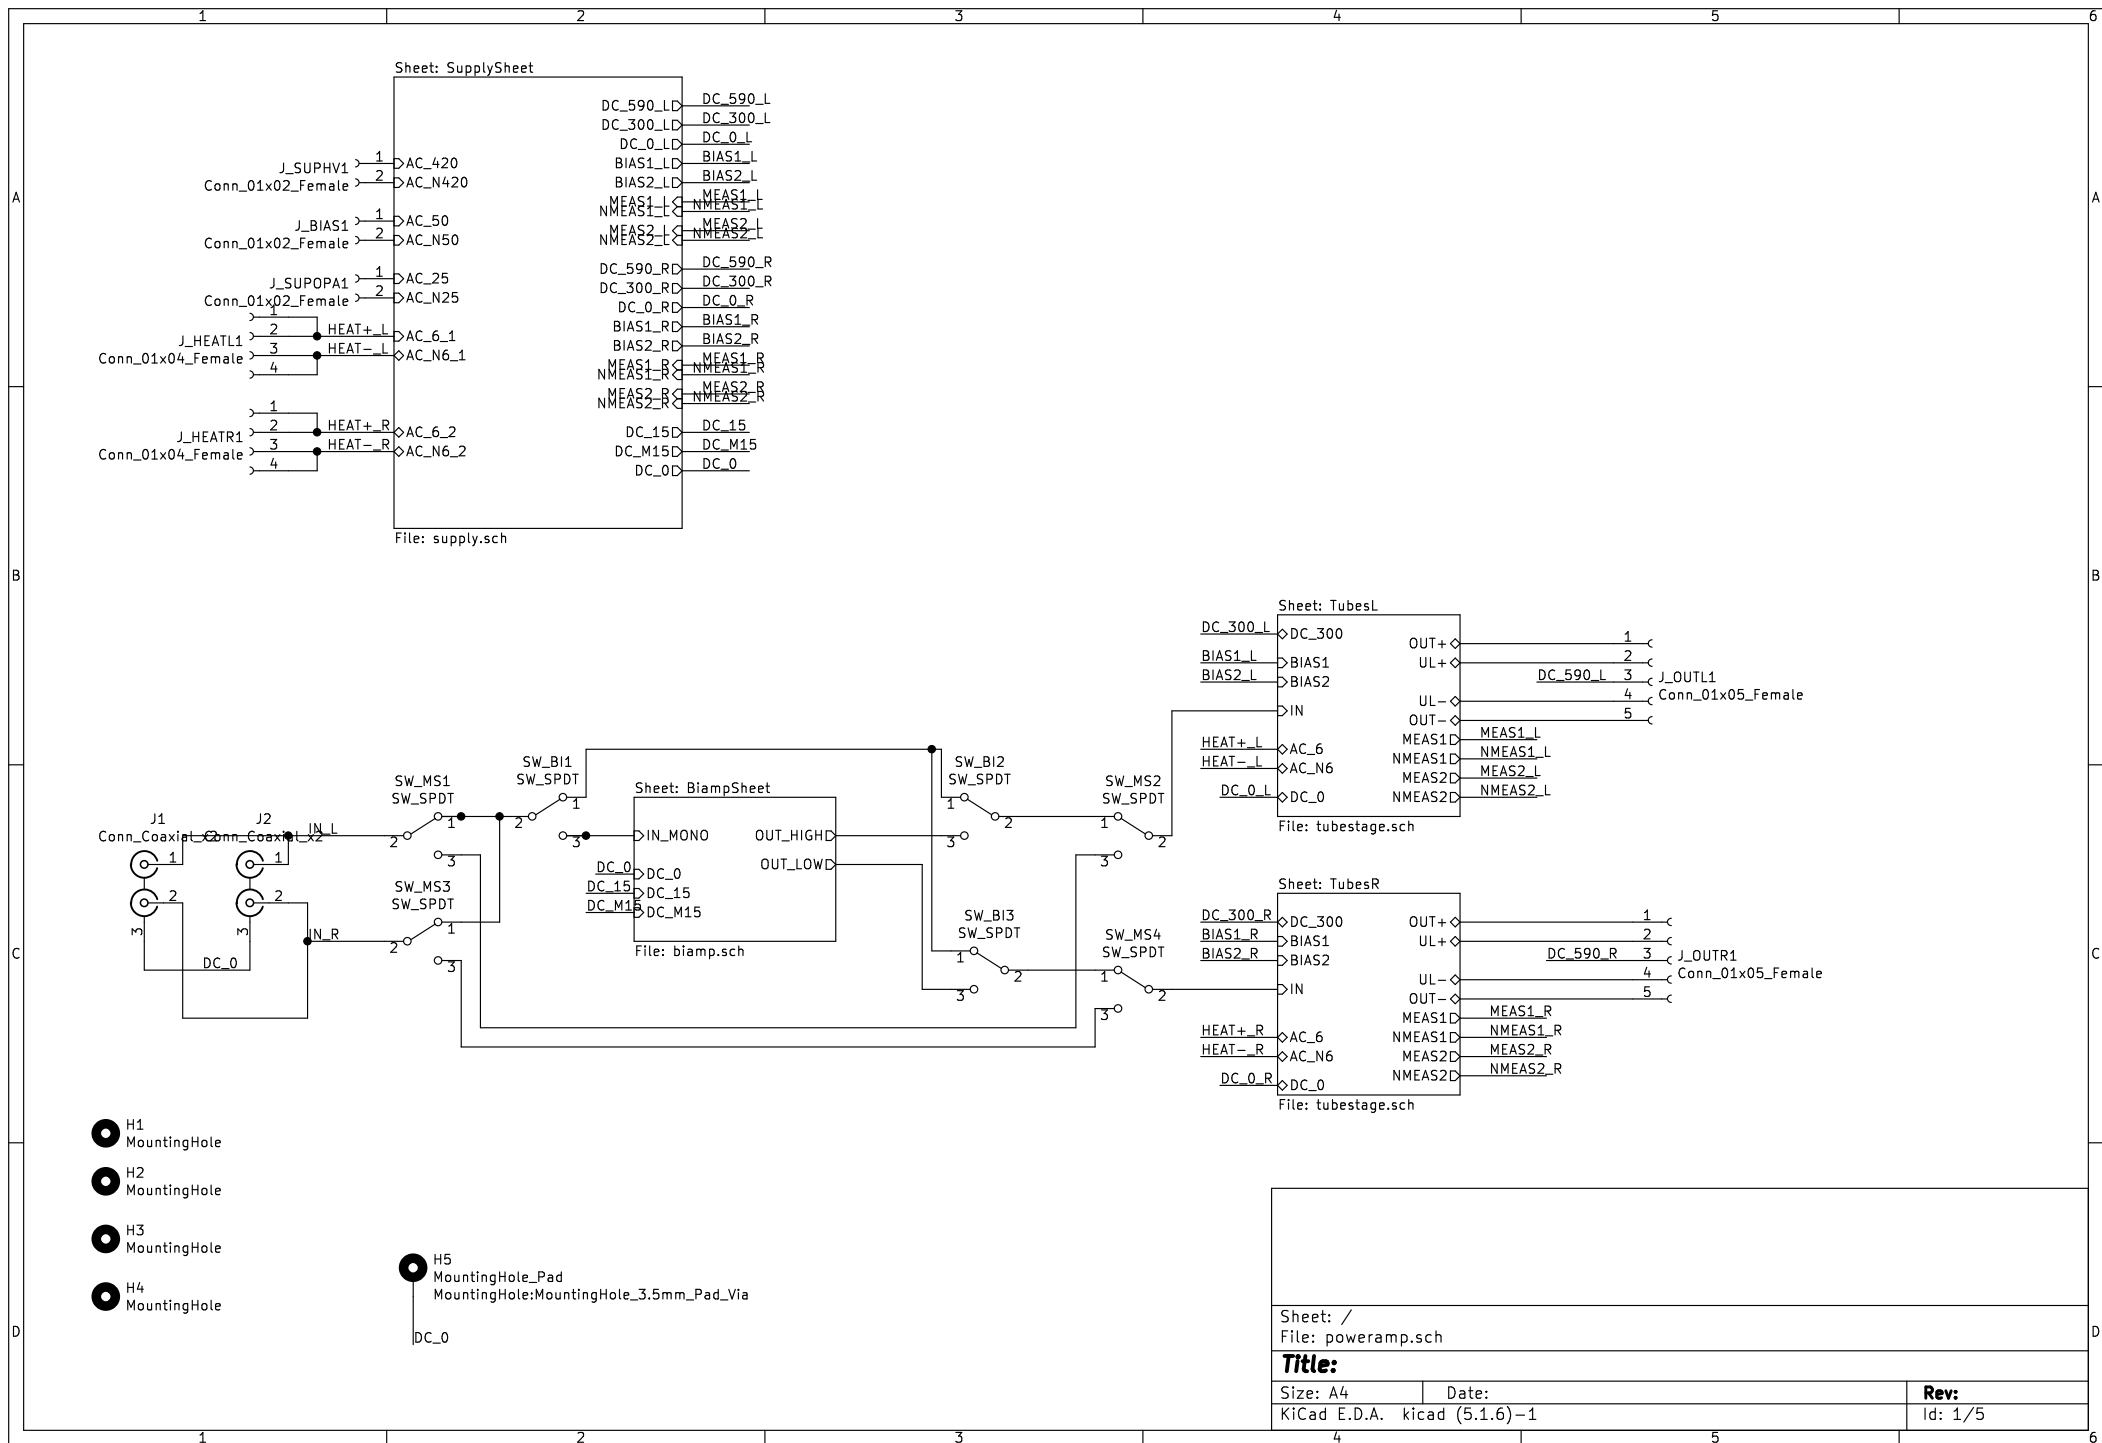 1 2 3 4 5 6
Sheet: SupplySheet
DC_590_L DC_590_L
DC_300_L DC_300_L
DC_0_L DC_0_L
J_SUPHV1 1 AC_420 BIAS1_L BIAS1_L
Conn_01x02_Female 2 AC_N420 BIAS2_L BIAS2_L
A MEAS1_L MEAS1_L A
NMEAS1_L NMEAS1_L
J_BIAS1 1 AC_50 MEAS2_L MEAS2_L
Conn_01x02_Female 2 AC_N50 NMEAS2_L NMEAS2_L
DC_590_R DC_590_R
J_SUPOPA1 1 AC_25 DC_300_R DC_300_R
Conn_01x02_Female 2 AC_N25 DC_0_R DC_0_R
1 BIAS1_R BIAS1_R
J_HEATL1 2 HEAT+_L AC_6_1 BIAS2_R BIAS2_R
Conn_01x04_Female 3 HEAT-_L AC_N6_1 MEAS1_R MEAS1_R
4 NMEAS1_R NMEAS1_R
MEAS2_R MEAS2_R
1 NMEAS2_R NMEAS2_R
J_HEATR1 2 HEAT+_R AC_6_2 DC_15 DC_15
Conn_01x04_Female 3 HEAT-_R AC_N6_2 DC_M15 DC_M15
4 DC_0 DC_0
File: supply.sch
B B
Sheet: TubesL
DC_300_L DC_300 OUT+ 1
BIAS1_L BIAS1 UL+ 2
BIAS2_L BIAS2 DC_590_L 3 J_OUTL1
UL- 4 Conn_01x05_Female
IN OUT- 5
MEAS1 MEAS1_L
HEAT+_L AC_6 NMEAS1 NMEAS1_L
HEAT-_L AC_N6 MEAS2 MEAS2_L
DC_0_L DC_0 NMEAS2 NMEAS2_L
File: tubestage.sch
SW_BI1
SW_SPDT
1 2 3
SW_BI2
SW_SPDT
1 2 3
SW_MS1
SW_SPDT
1 2 3
SW_MS2
SW_SPDT
1 2 3
Sheet: BiampSheet
IN_MONO OUT_HIGH
OUT_LOW
DC_0 DC_0
DC_15 DC_15
DC_M15 DC_M15
File: biamp.sch
J1 J2
Conn_Coaxial_x2 Conn_Coaxial_x2 IN_L
1 1
2 2
3 3
IN_R
DC_0
SW_MS3
SW_SPDT
1 2 3
SW_BI3
SW_SPDT
1 2 3
SW_MS4
SW_SPDT
1 2 3
C C
Sheet: TubesR
DC_300_R DC_300 OUT+ 1
BIAS1_R BIAS1 UL+ 2
BIAS2_R BIAS2 DC_590_R 3 J_OUTR1
UL- 4 Conn_01x05_Female
IN OUT- 5
MEAS1 MEAS1_R
HEAT+_R AC_6 NMEAS1 NMEAS1_R
HEAT-_R AC_N6 MEAS2 MEAS2_R
DC_0_R DC_0 NMEAS2 NMEAS2_R
File: tubestage.sch
H1
MountingHole
H2
MountingHole
H3
MountingHole
H4
MountingHole
H5
MountingHole_Pad
MountingHole:MountingHole_3.5mm_Pad_Via
DC_0
D D
Sheet: /
File: poweramp.sch
Title:
Size: A4 Date: Rev:
KiCad E.D.A. kicad (5.1.6)-1 Id: 1/5
1 2 3 4 5 6